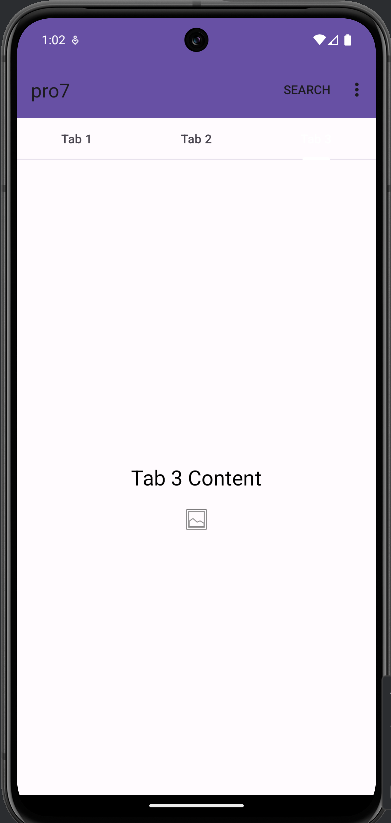 1:02
pro7
SEARCH
Tab 1
Tab 2
Tab 3 Content